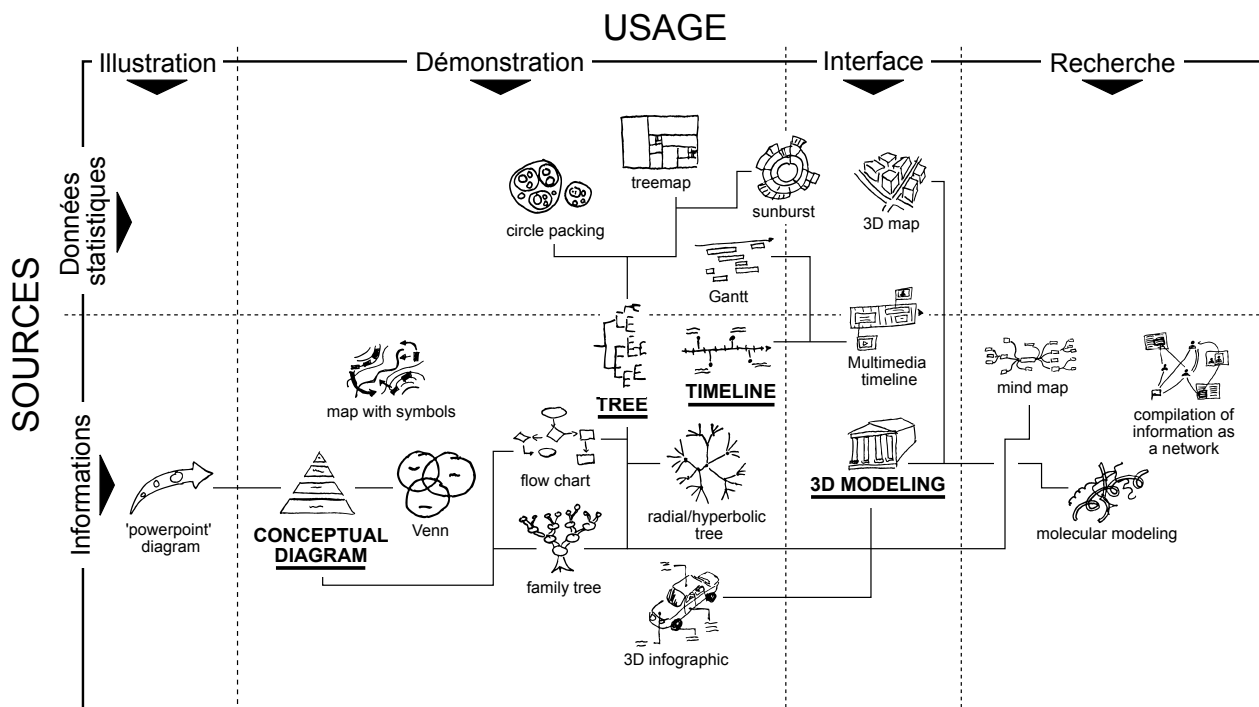 USAGE
Illustration
Démonstration
Interface
Recherche
SOURCES
Données
statistiques
Informations
treemap
circle packing
sunburst
3D map
Gantt
map with symbols
TREE
TIMELINE
Multimedia
timeline
mind map
compilation of
information as
a network
'powerpoint'
diagram
CONCEPTUAL
DIAGRAM
Venn
flow chart
radial/hyperbolic
tree
3D MODELING
molecular modeling
family tree
3D infographic